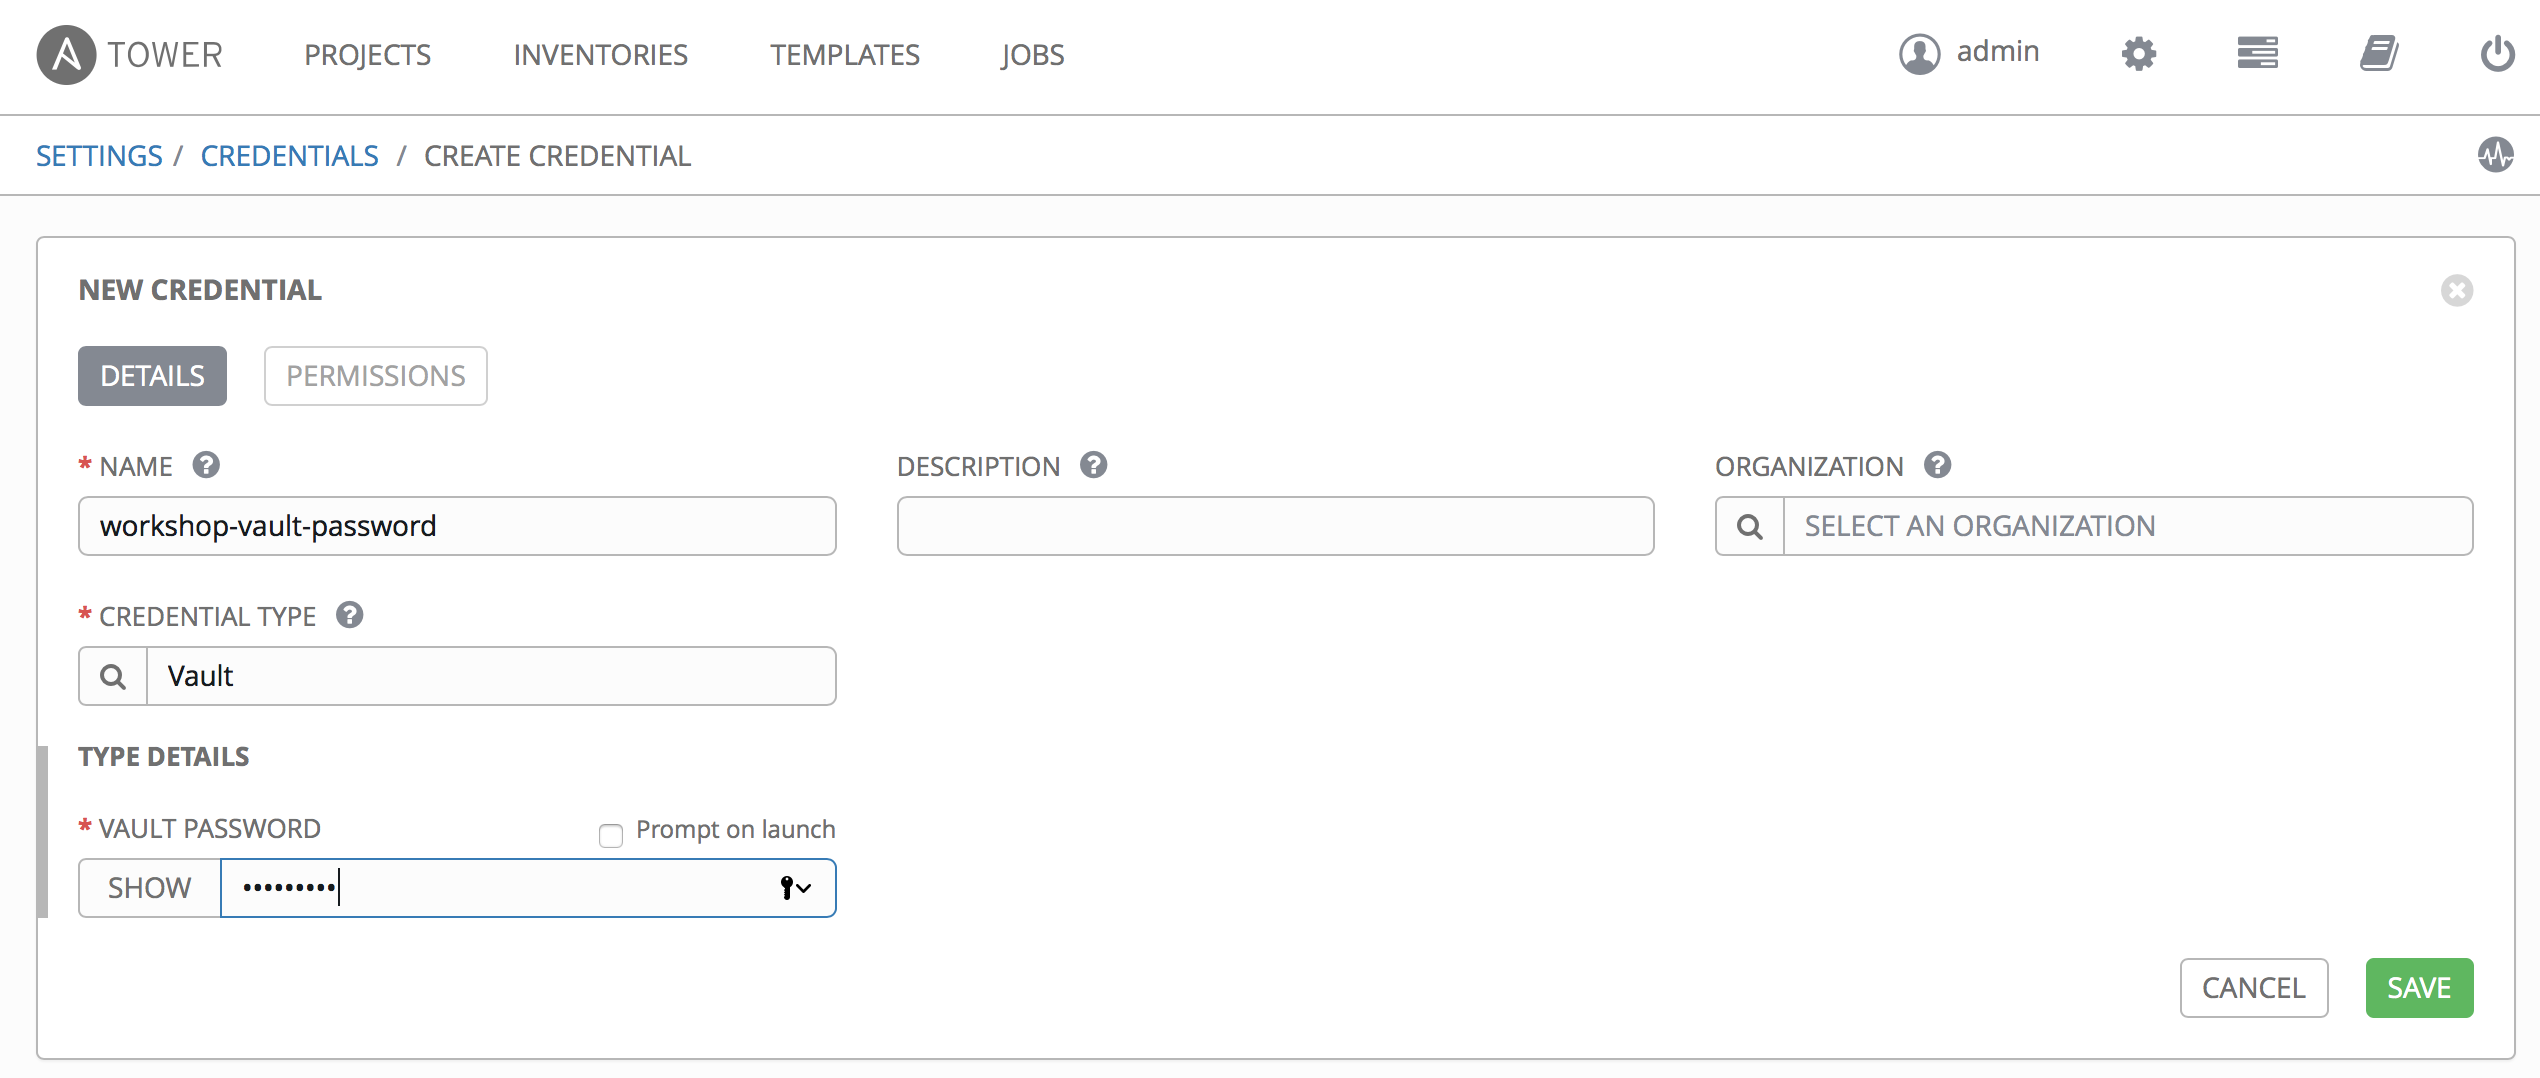 TOWER PROJECTS INVENTORIES TEMPLATES JOBS admin
SETTINGS / CREDENTIALS / CREATE CREDENTIAL
NEW CREDENTIAL
DETAILS PERMISSIONS
* NAME ? DESCRIPTION ? ORGANIZATION ?
workshop-vault-password SELECT AN ORGANIZATION
* CREDENTIAL TYPE ?
Vault
TYPE DETAILS
* VAULT PASSWORD Prompt on launch
SHOW •••••••••
CANCEL SAVE